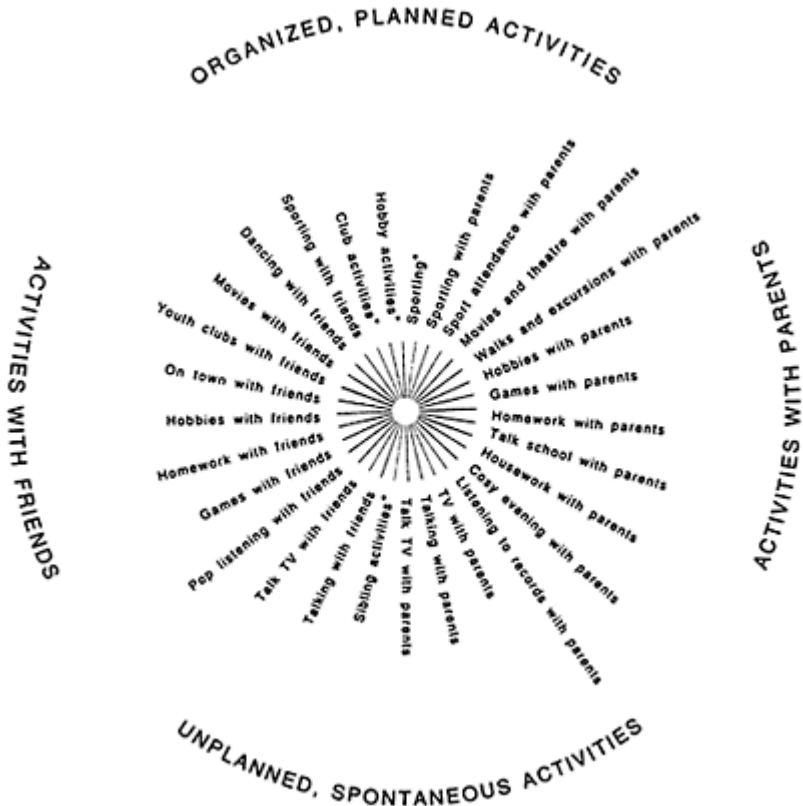 ORGANIZED, PLANNED ACTIVITIES
ACTIVITIES WITH PARENTS
UNPLANNED, SPONTANEOUS ACTIVITIES
ACTIVITIES WITH FRIENDS
Hobby activities*
Sporting*
Sporting with parents
Sport attendance with parents
Movies and theatre with parents
Walks and excursions with parents
Hobbies with parents
Games with parents
Homework with parents
Talk school with parents
Housework with parents
Cosy evening with parents
Listening to records with parents
TV with parents
Talking with parents
Talk TV with parents
Sibling activities*
Talking with friends
Talk TV with friends
Pop listening with friends
Games with friends
Homework with friends
Hobbies with friends
On town with friends
Youth clubs with friends
Movies with friends
Dancing with friends
Sporting with friends
Club activities*